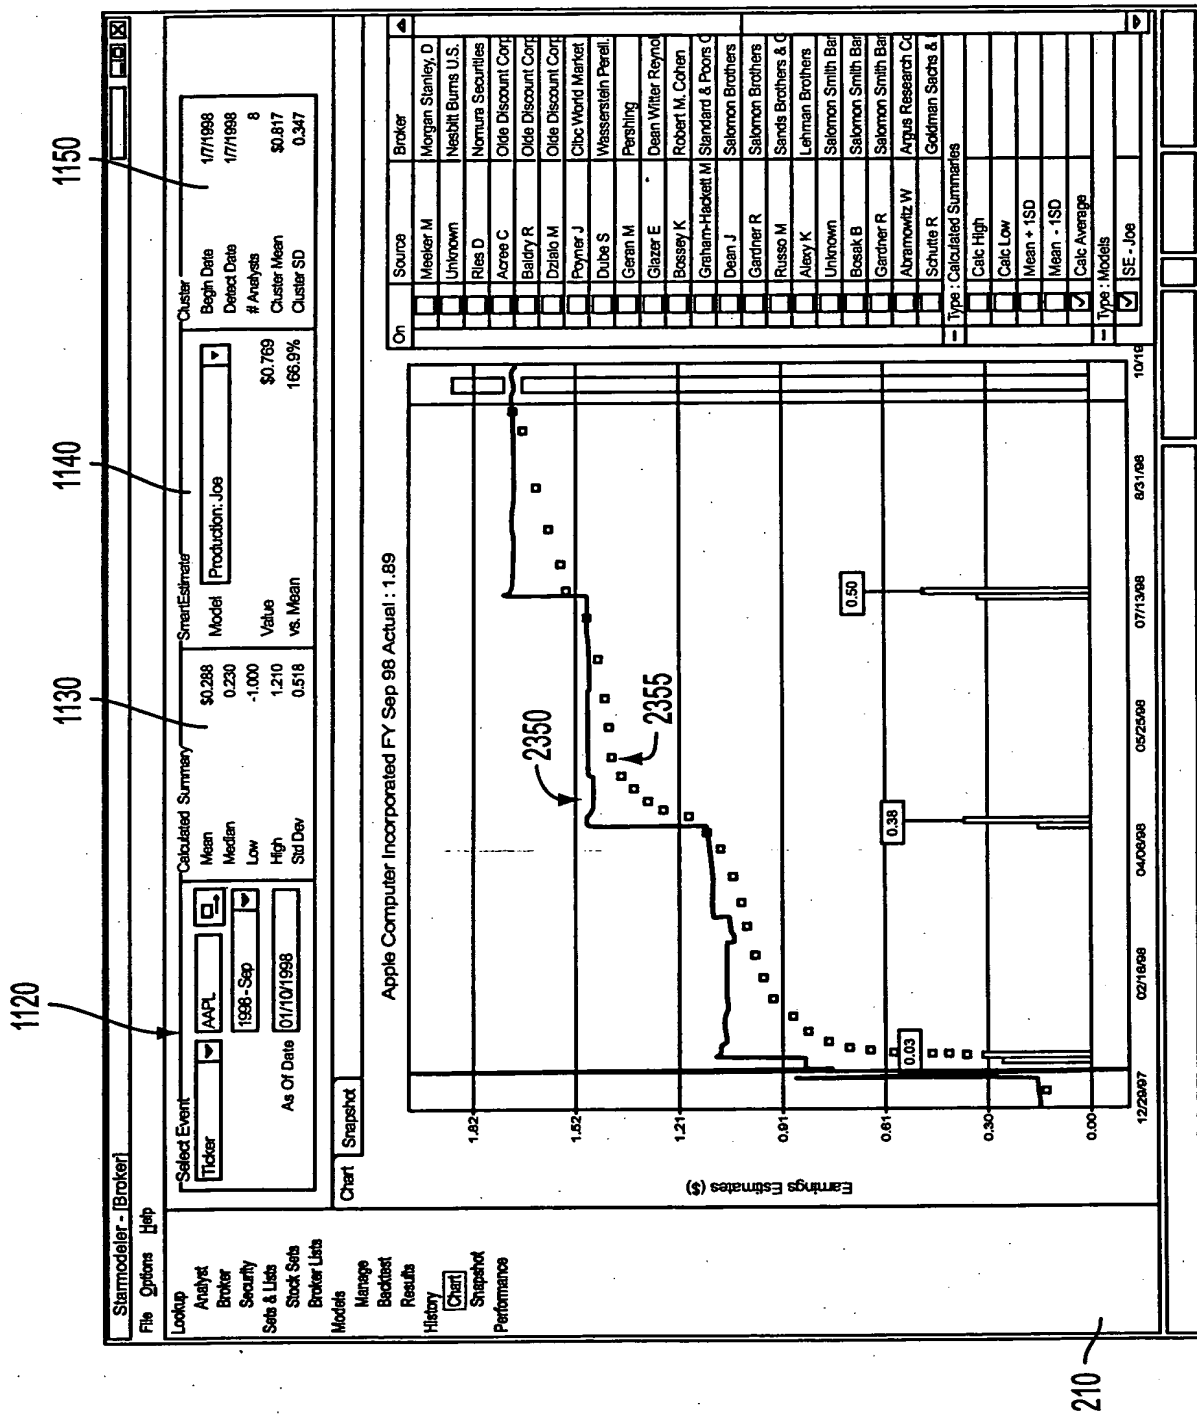 1120
1130
1140
1150
Starmodeler - [Broker]
File Options Help
Lookup
Analyst
Broker
Security
Sets & Lists
Stock Sets
Broker Lists
Models
Manage
Backtest
Results
History
Chart
Snapshot
Performance
210
Select Event
Ticker AAPL
1998-Sep
As Of Date 01/10/1998
Calculated Summary
Mean $0.288
Median 0.230
Low -1.000
High 1.210
Std Dev 0.518
SmartEstimate
Model Production: Joe
Value $0.769
vs. Mean 166.9%
Cluster
Begin Date 1/7/1998
Detect Date 1/7/1998
# Analysts 8
Cluster Mean $0.817
Cluster SD 0.347
Chart Snapshot
Apple Computer Incorporated FY Sep 98 Actual : 1.89
Earnings Estimates ($)
1.82
1.52
1.21
0.91
0.61
0.30
0.00
2350
2355
0.03
0.38
0.50
12/29/97 02/16/98 04/06/98 05/25/98 07/13/98 8/31/98 10/19
On Source Broker
Meeker M Morgan Stanley, D
Unknown Nesbitt Burns U.S.
Ries D Nomura Securities
Acree C Olde Discount Corp
Baldry R Olde Discount Corp
Dzialo M Olde Discount Corp
Poyner J Cibc World Market
Dube S Wasserstein Perell.
Geran M Pershing
Glazer E Dean Witter Reynol
Bossey K Robert M. Cohen
Graham-Hackett M Standard & Poors C
Dean J Salomon Brothers
Gardner R Salomon Brothers
Russo M Sands Brothers & C
Alexy K Lehman Brothers
Unknown Salomon Smith Bar
Bosak B Salomon Smith Bar
Gardner R Salomon Smith Bar
Abramowitz W Argus Research Co
Schutte R Goldman Sachs &
- Type : Calculated Summaries
Calc High
Calc Low
Mean + 1SD
Mean - 1SD
Calc Average
- Type : Models
SE - Joe